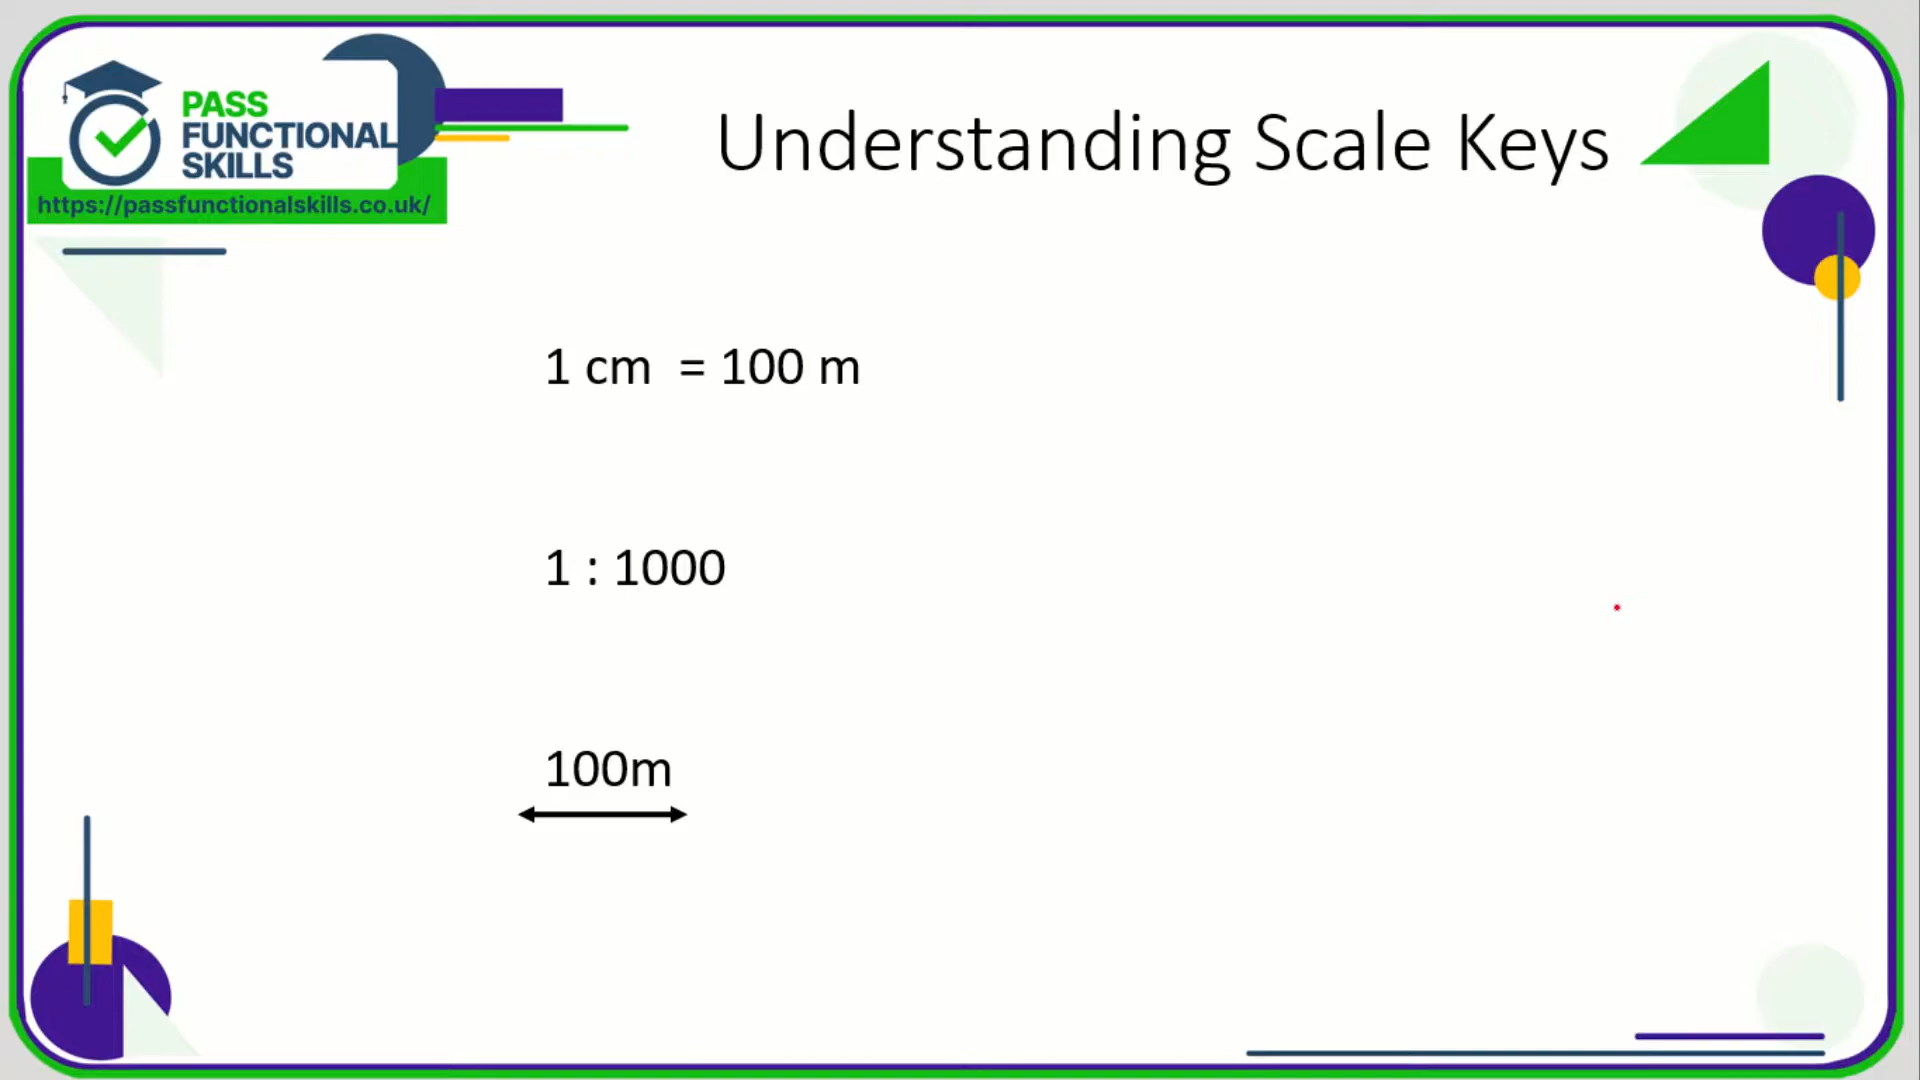 PASS
FUNCTIONAL
SKILLS
https://passfunctionalskills.co.uk/
Understanding Scale Keys
1 cm = 100 m
1 : 1000
100m